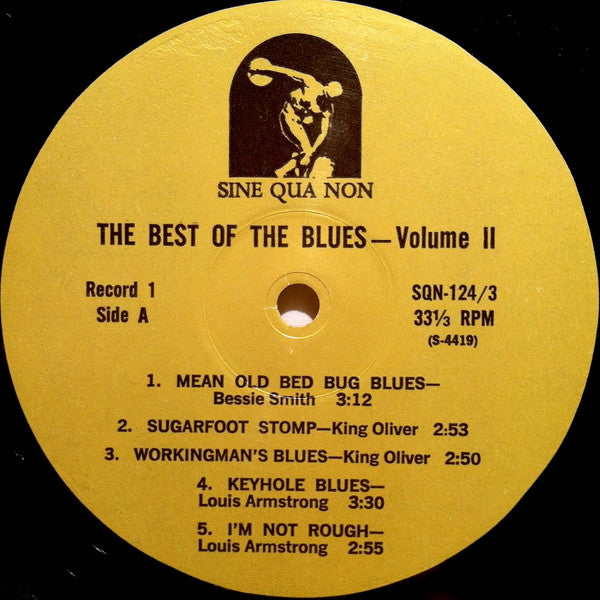 SINE QUA NON
THE BEST OF THE BLUES—Volume II
Record 1
Side A
SQN-124/3
33⅓ RPM
(S-4419)
1. MEAN OLD BED BUG BLUES—
Bessie Smith 3:12
2. SUGARFOOT STOMP—King Oliver 2:53
3. WORKINGMAN'S BLUES—King Oliver 2:50
4. KEYHOLE BLUES—
Louis Armstrong 3:30
5. I'M NOT ROUGH—
Louis Armstrong 2:55